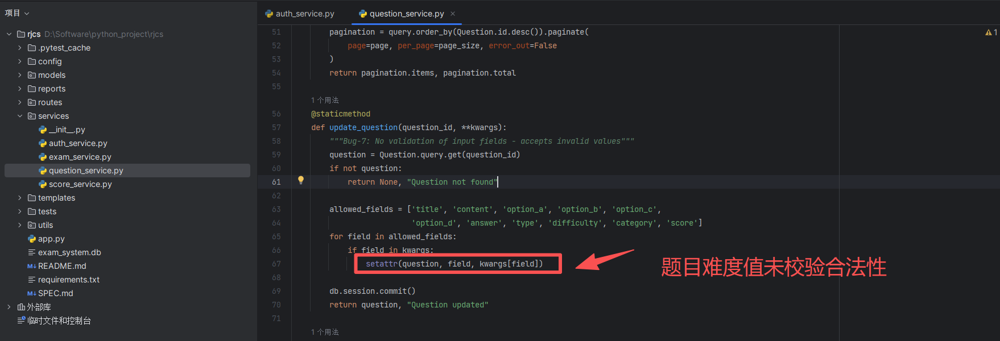 项目
rjcs D:\Software\python_project\rjcs
.pytest_cache
config
models
reports
routes
services
__init__.py
auth_service.py
exam_service.py
question_service.py
score_service.py
templates
tests
utils
app.py
exam_system.db
README.md
requirements.txt
SPEC.md
外部库
临时文件和控制台
auth_service.py question_service.py
1
51 pagination = query.order_by(Question.id.desc()).paginate(
52 page=page, per_page=page_size, error_out=False
53 )
54 return pagination.items, pagination.total
55
1 个用法
56 @staticmethod
57 def update_question(question_id, **kwargs):
58 """Bug-7: No validation of input fields - accepts invalid values"""
59 question = Question.query.get(question_id)
60 if not question:
61 return None, "Question not found"
62
63 allowed_fields = ['title', 'content', 'option_a', 'option_b', 'option_c',
64 'option_d', 'answer', 'type', 'difficulty', 'category', 'score']
65 for field in allowed_fields:
66 if field in kwargs:
67 setattr(question, field, kwargs[field])
题目难度值未校验合法性
68
69 db.session.commit()
70 return question, "Question updated"
71
1 个用法